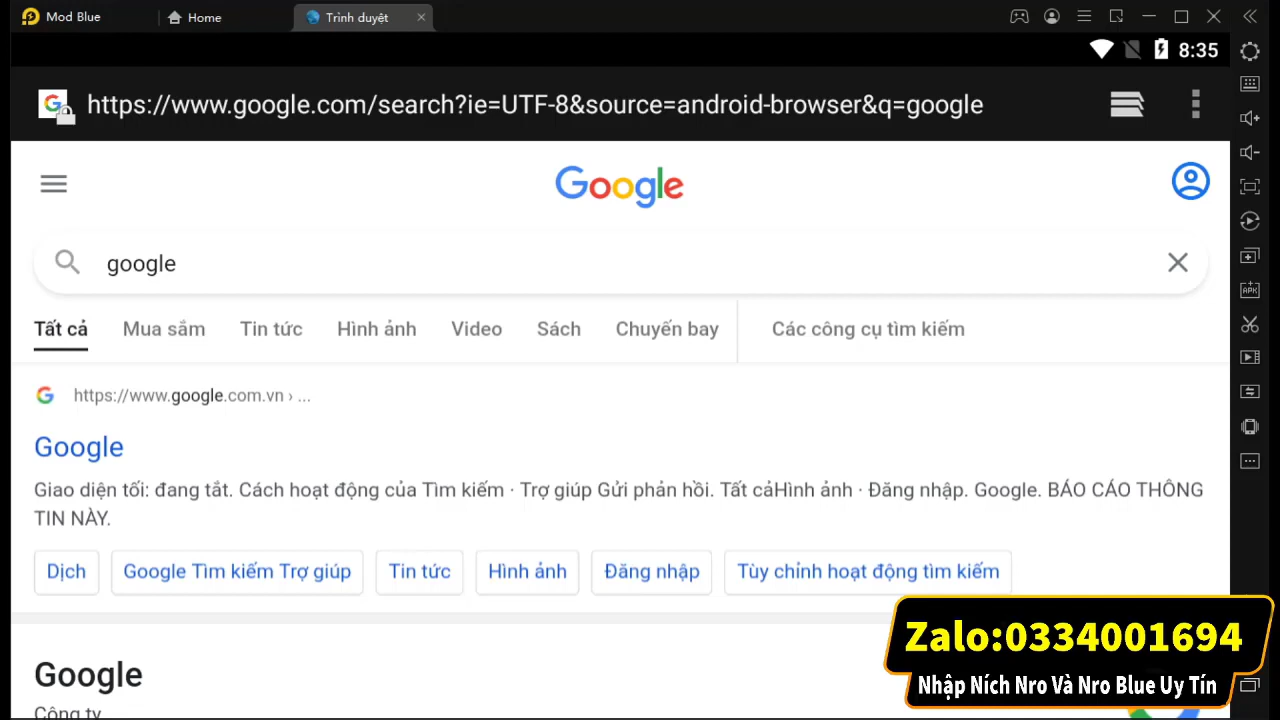 Mod Blue
Home
Trình duyệt
8:35
https://www.google.com/search?ie=UTF-8&source=android-browser&q=google
Google
google
Tất cả Mua sắm Tin tức Hình ảnh Video Sách Chuyến bay Các công cụ tìm kiếm
https://www.google.com.vn › ...
Google
Giao diện tối: đang tắt. Cách hoạt động của Tìm kiếm · Trợ giúp Gửi phản hồi. Tất cảHình ảnh · Đăng nhập. Google. BÁO CÁO THÔNG
TIN NÀY.
Dịch Google Tìm kiếm Trợ giúp Tin tức Hình ảnh Đăng nhập Tùy chỉnh hoạt động tìm kiếm
Google
Công ty
Zalo:0334001694
Nhập Ních Nro Và Nro Blue Uy Tín
APK